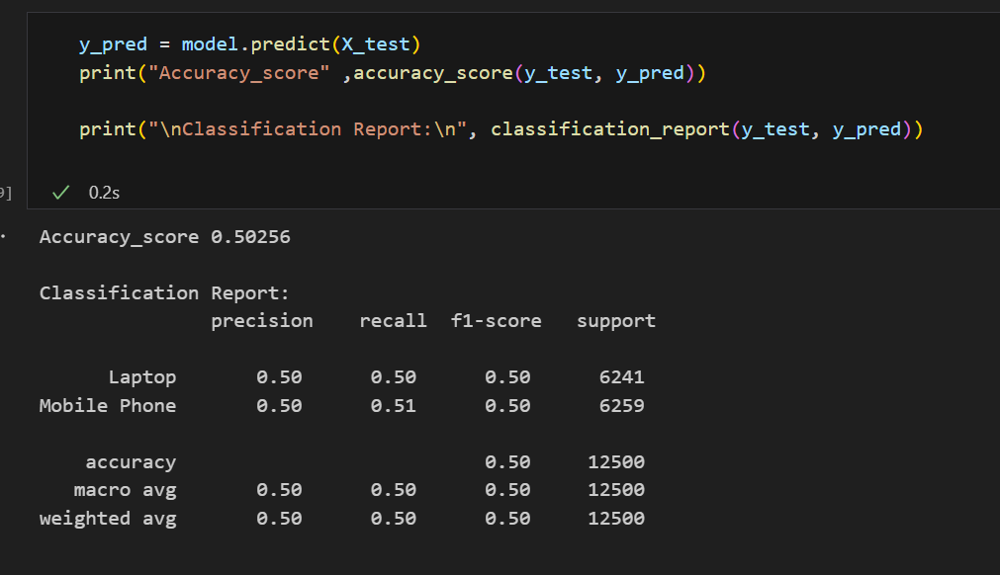 y_pred = model.predict(X_test)
print("Accuracy_score" ,accuracy_score(y_test, y_pred))
print("\nClassification Report:\n", classification_report(y_test, y_pred))
9] 0.2s
Accuracy_score 0.50256
Classification Report:
precision recall f1-score support
Laptop 0.50 0.50 0.50 6241
Mobile Phone 0.50 0.51 0.50 6259
accuracy 0.50 12500
macro avg 0.50 0.50 0.50 12500
weighted avg 0.50 0.50 0.50 12500